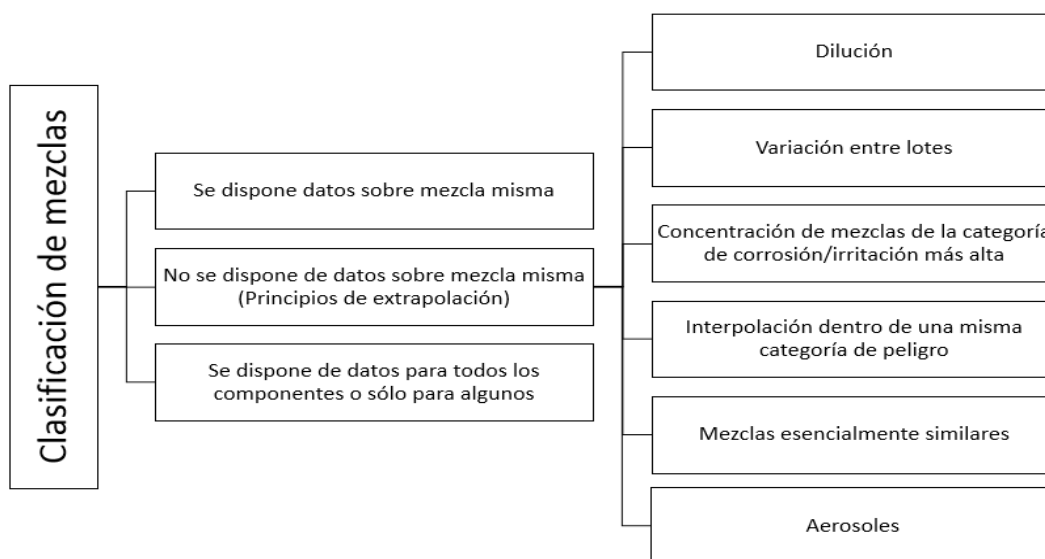 Clasificación de mezclas
Se dispone datos sobre mezcla misma
No se dispone de datos sobre mezcla misma
(Principios de extrapolación)
Se dispone de datos para todos los
componentes o sólo para algunos
Dilución
Variación entre lotes
Concentración de mezclas de la categoría
de corrosión/irritación más alta
Interpolación dentro de una misma
categoría de peligro
Mezclas esencialmente similares
Aerosoles